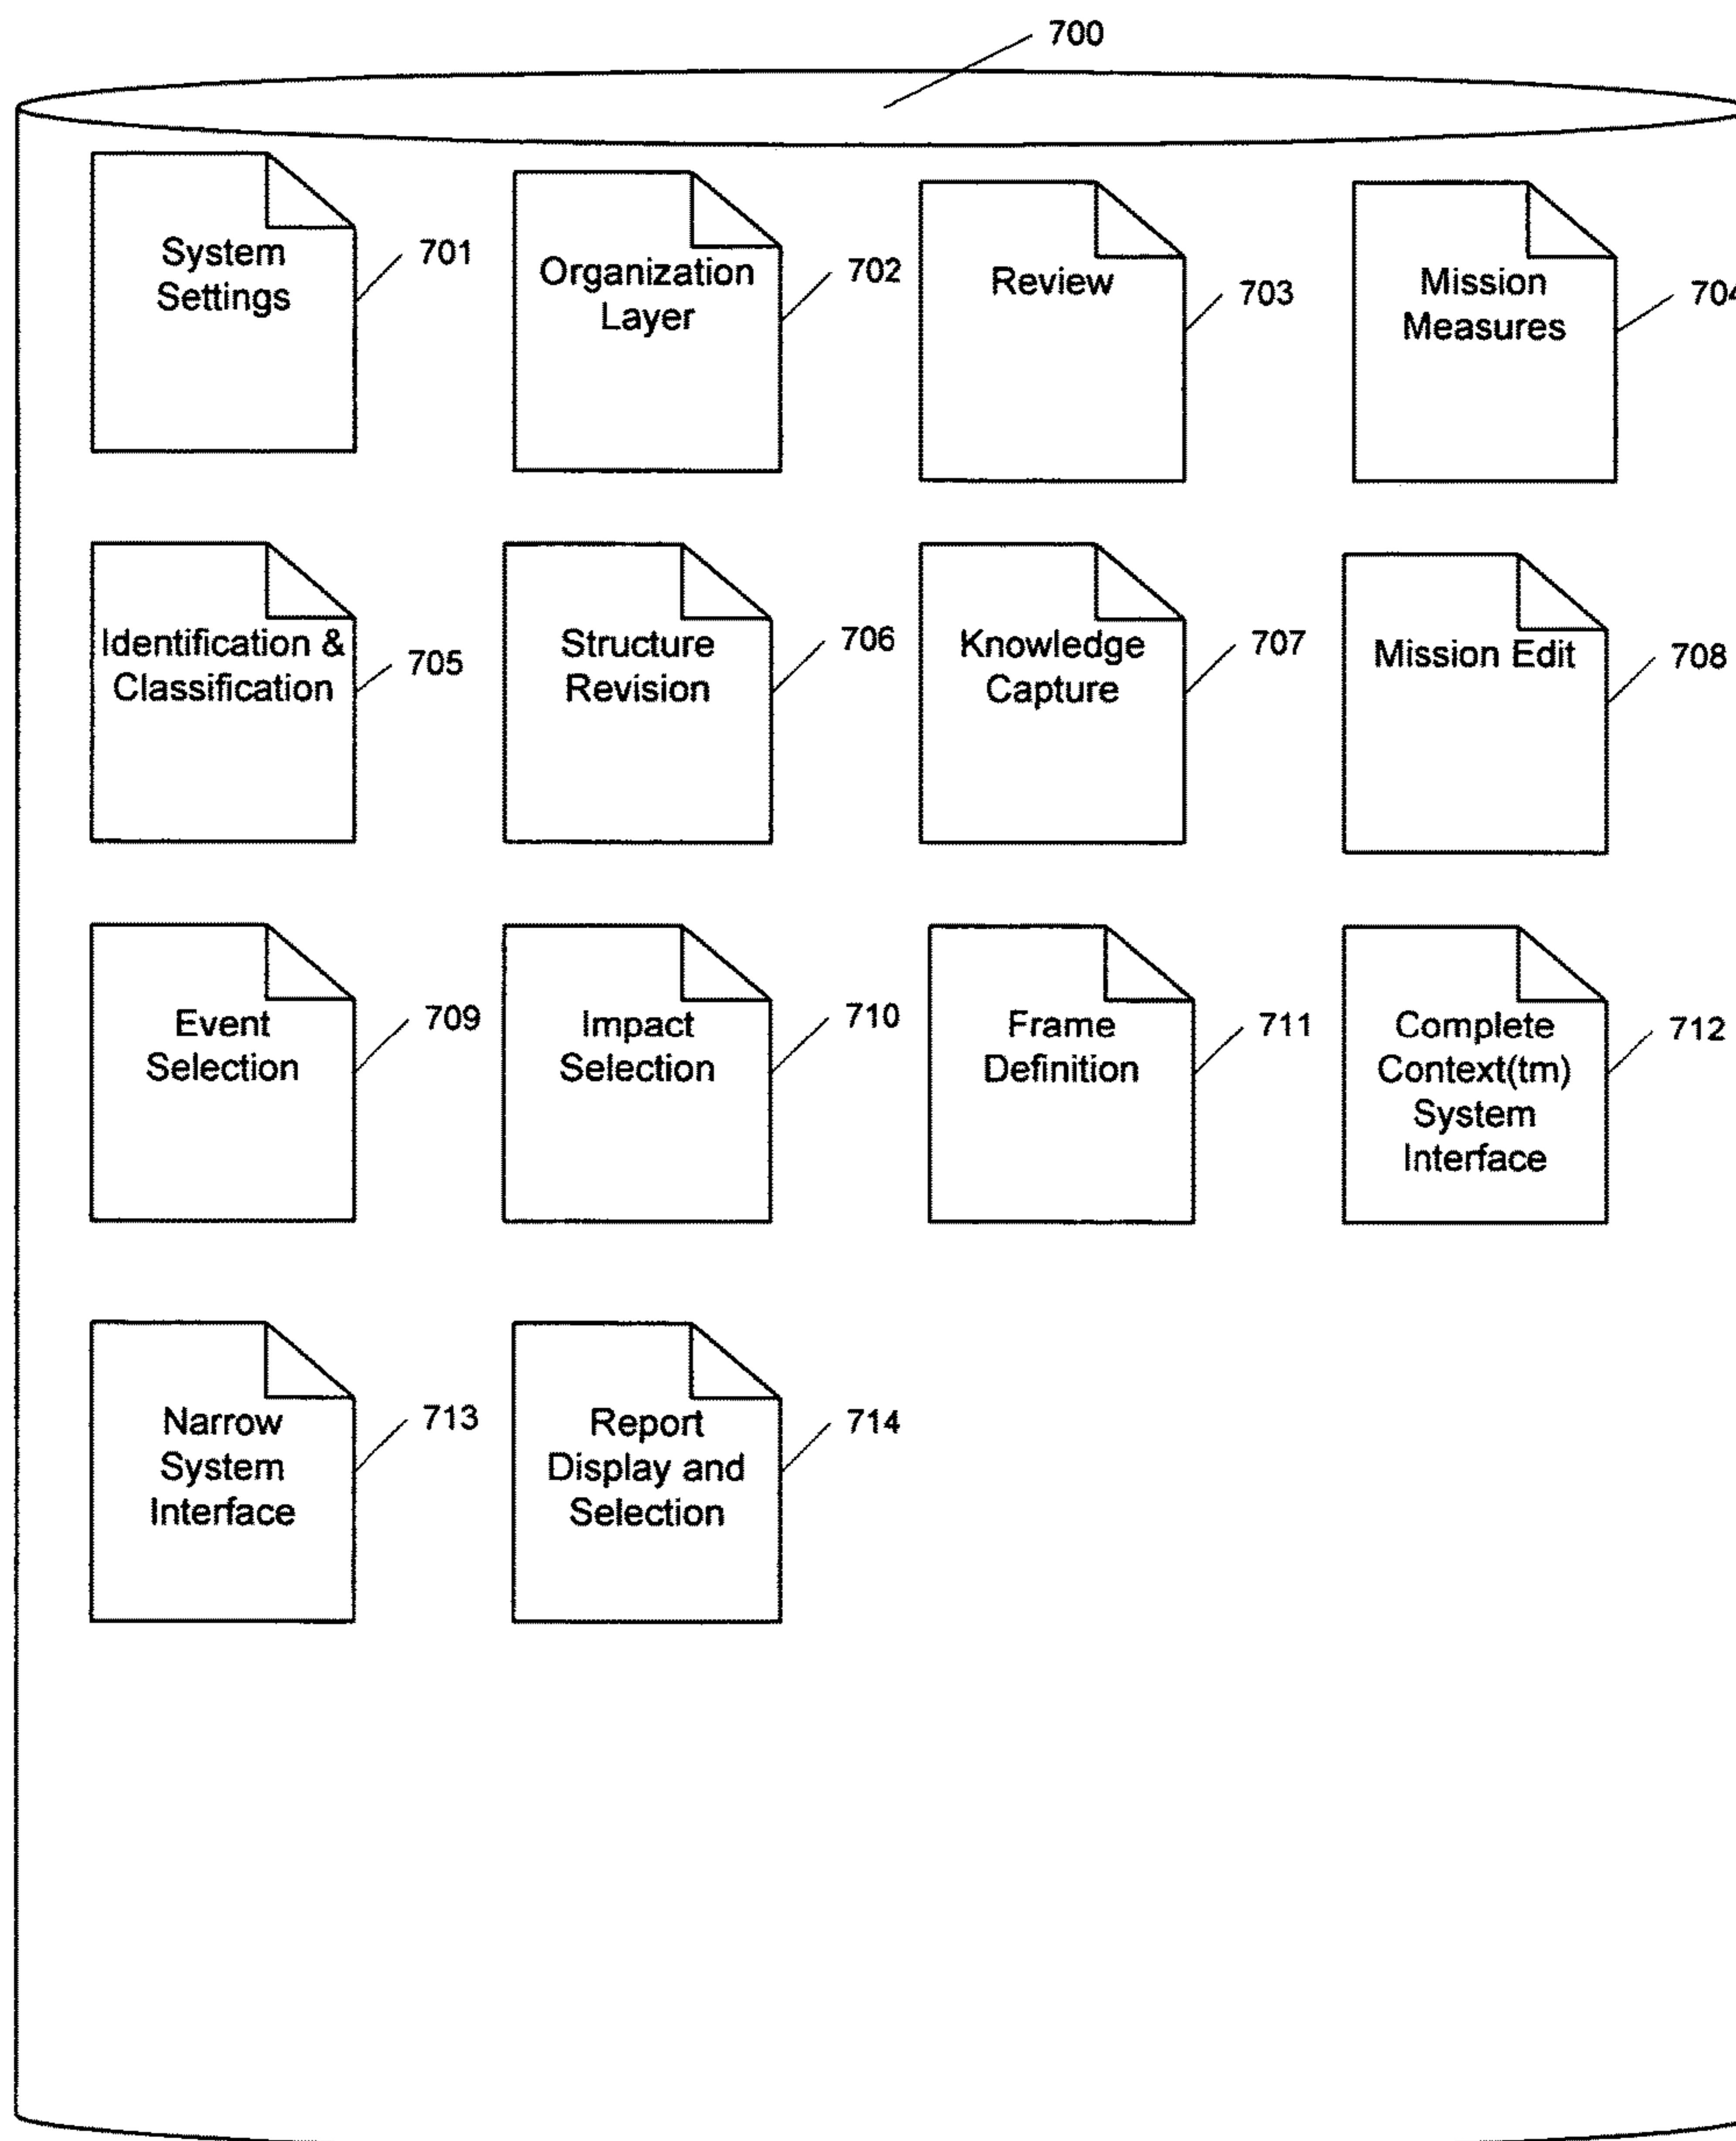 700
System
Settings
701
Organization
Layer
702
Review
703
Mission
Measures
704
Identification &
Classification
705
Structure
Revision
706
Knowledge
Capture
707
Mission Edit
708
Event
Selection
709
Impact
Selection
710
Frame
Definition
711
Complete
Context(tm)
System
Interface
712
Narrow
System
Interface
713
Report
Display and
Selection
714